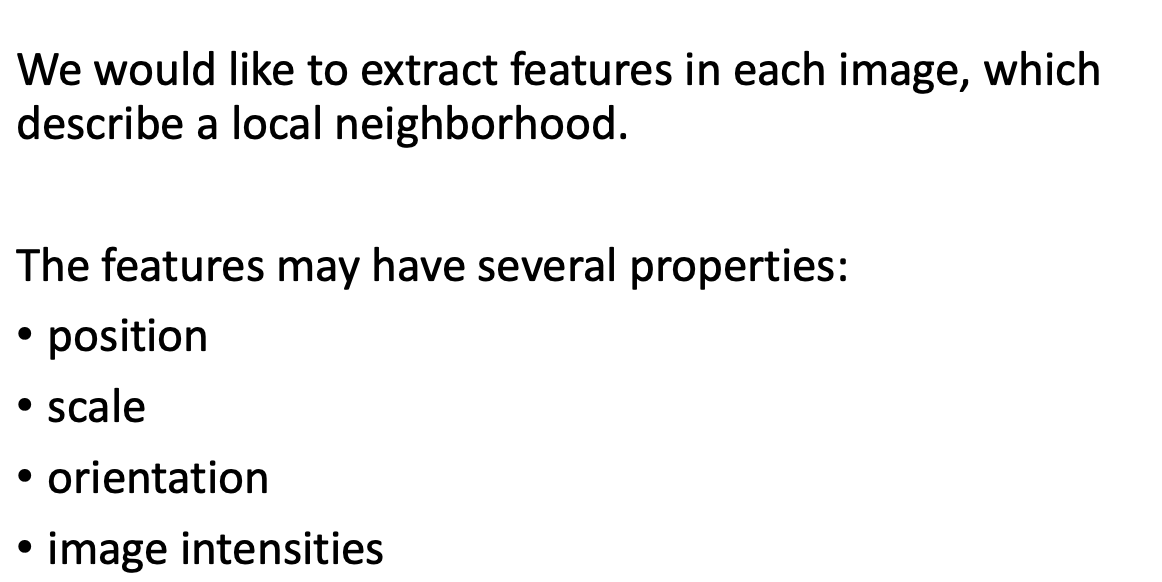 We would like to extract features in each image, which
describe a local neighborhood.
The features may have several properties:
• position
• scale
• orientation
• image intensities